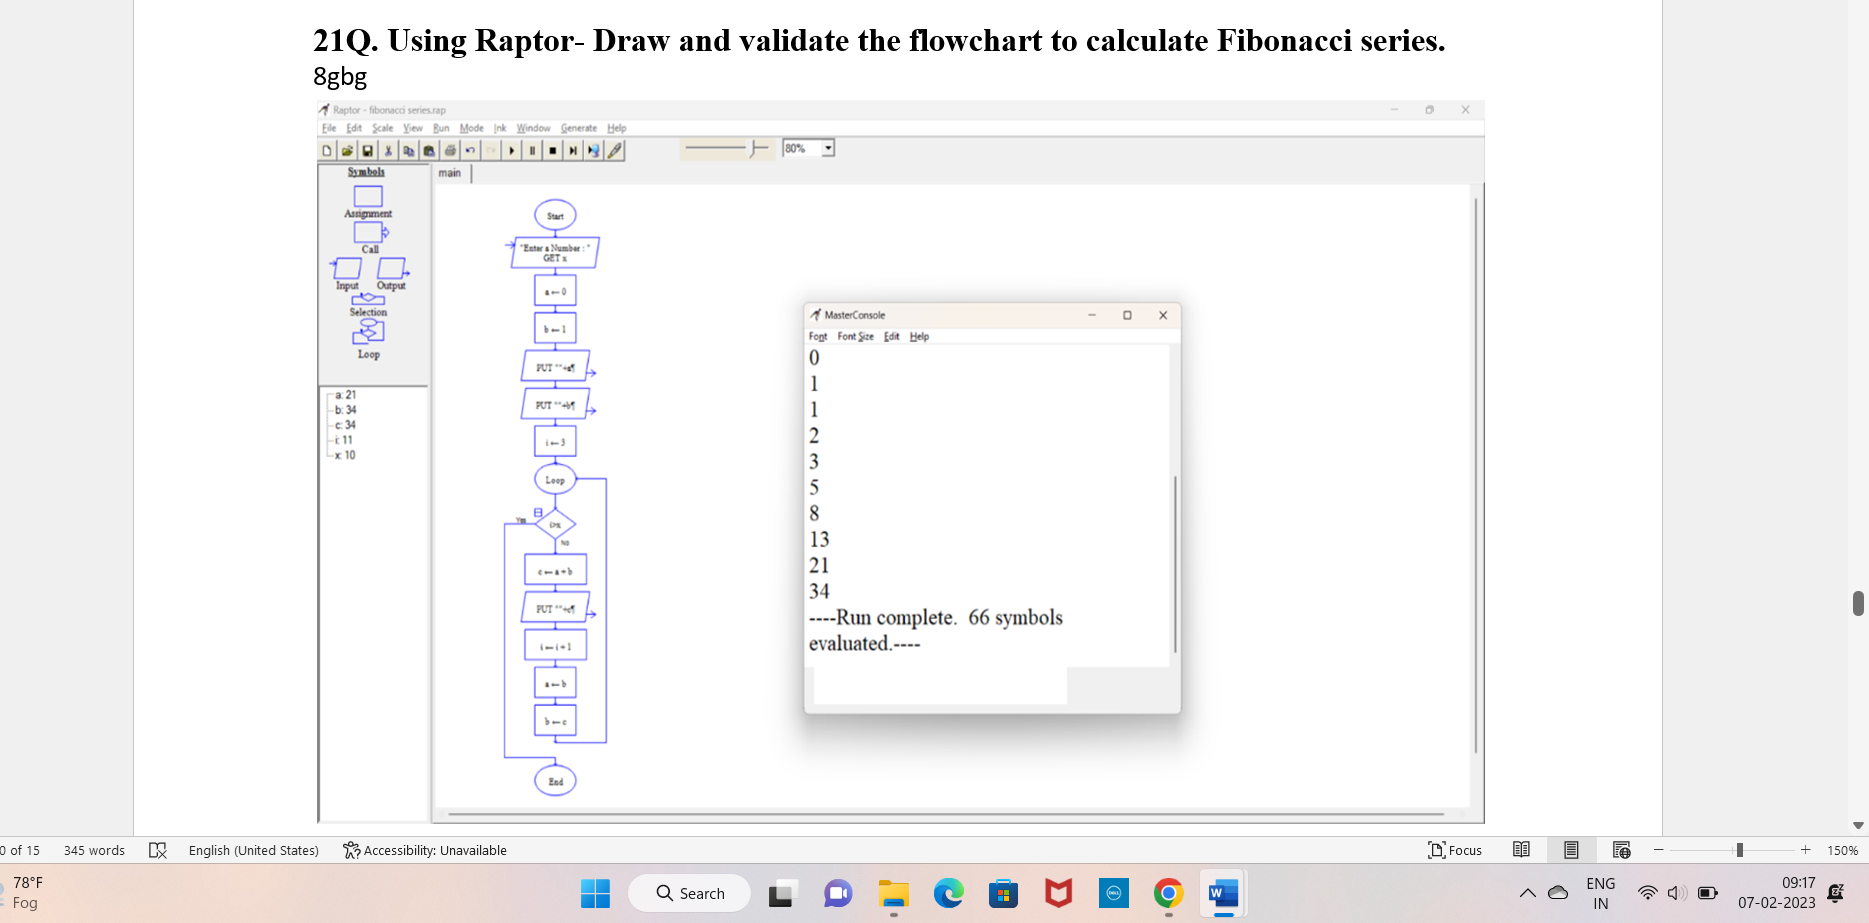 21Q. Using Raptor- Draw and validate the flowchart to calculate Fibonacci series.
8gbg
Raptor - fibonacci series.rap
File Edit Scale View Run Mode Ink Window Generate Help
80%
Symbols
Assignment
Call
Input Output
Selection
Loop
main
a: 21
b: 34
c: 34
i: 11
x: 10
Start
"Enter a Number : "
GET x
a ← 0
b ← 1
PUT ""+a¶
PUT ""+b¶
i ← 3
Loop
Yes
i>x
No
c ← a + b
PUT ""+c¶
i ← i + 1
a ← b
b ← c
End
MasterConsole
Font Font Size Edit Help
0
1
1
2
3
5
8
13
21
34
----Run complete. 66 symbols
evaluated.----
0 of 15 345 words English (United States) Accessibility: Unavailable Focus 150%
78°F
Fog
Search
DELL
W
ENG
IN
09:17
07-02-2023